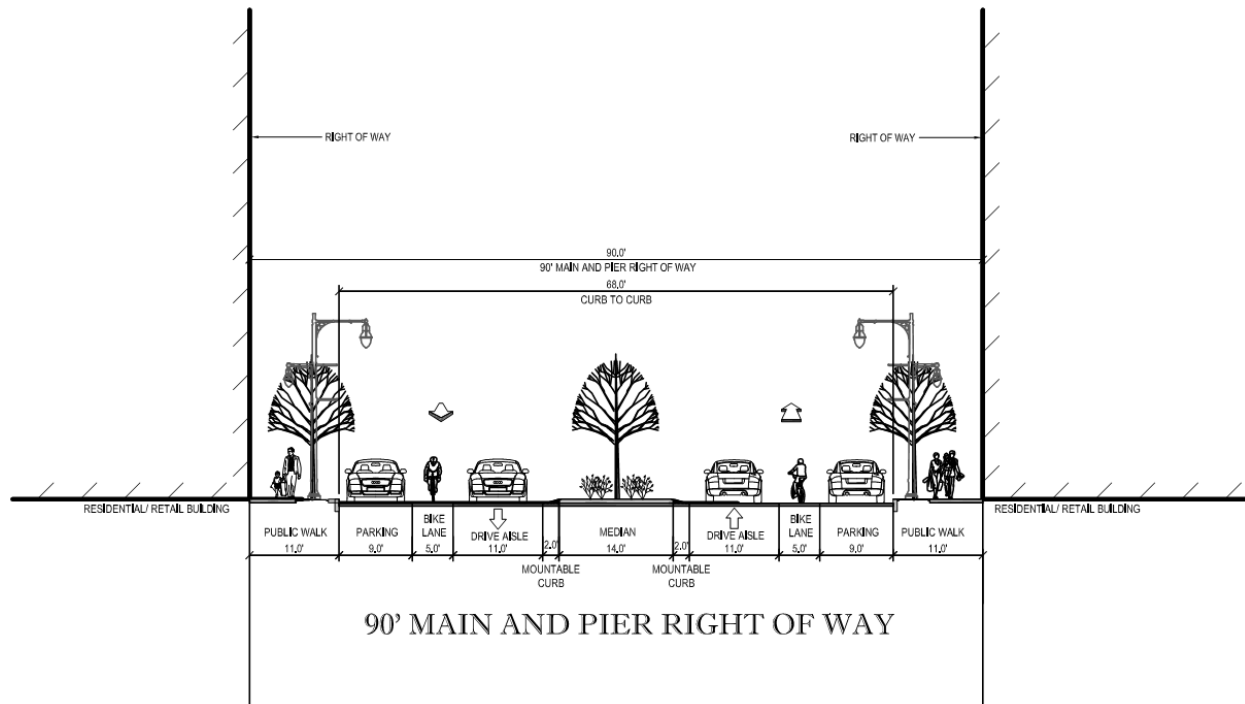 RIGHT OF WAY
RIGHT OF WAY
90.0'
90' MAIN AND PIER RIGHT OF WAY
68.0'
CURB TO CURB
RESIDENTIAL/ RETAIL BUILDING
RESIDENTIAL/ RETAIL BUILDING
PUBLIC WALK
11.0'
PARKING
9.0'
BIKE
LANE
5.0'
DRIVE AISLE
11.0'
2.0'
MOUNTABLE
CURB
MEDIAN
14.0'
2.0'
MOUNTABLE
CURB
DRIVE AISLE
11.0'
BIKE
LANE
5.0'
PARKING
9.0'
PUBLIC WALK
11.0'
90' MAIN AND PIER RIGHT OF WAY